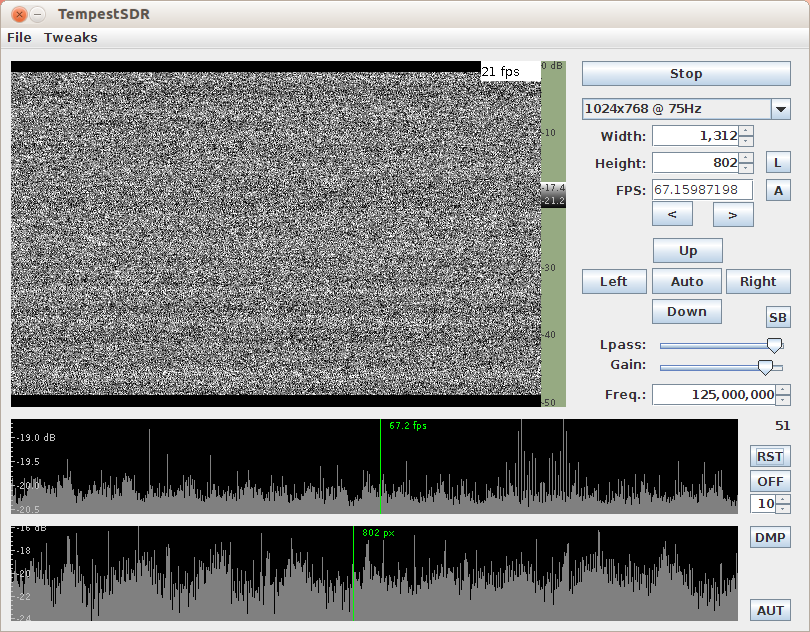 TempestSDR
File Tweaks
21 fps
0 dB
-10
-17.4
-21.2
-30
-40
-50
Stop
1024x768 @ 75Hz
Width: 1,312
Height: 802 L
FPS: 67.15987198 A
< >
Up
Left Auto Right
Down
SB
Lpass:
Gain:
Freq.: 125,000,000
67.2 fps
-19.0 dB
-19.5
-20.0
-20.5
51
RST
OFF
10
802 px
-16 dB
-18
-20
-22
-24
DMP
AUT